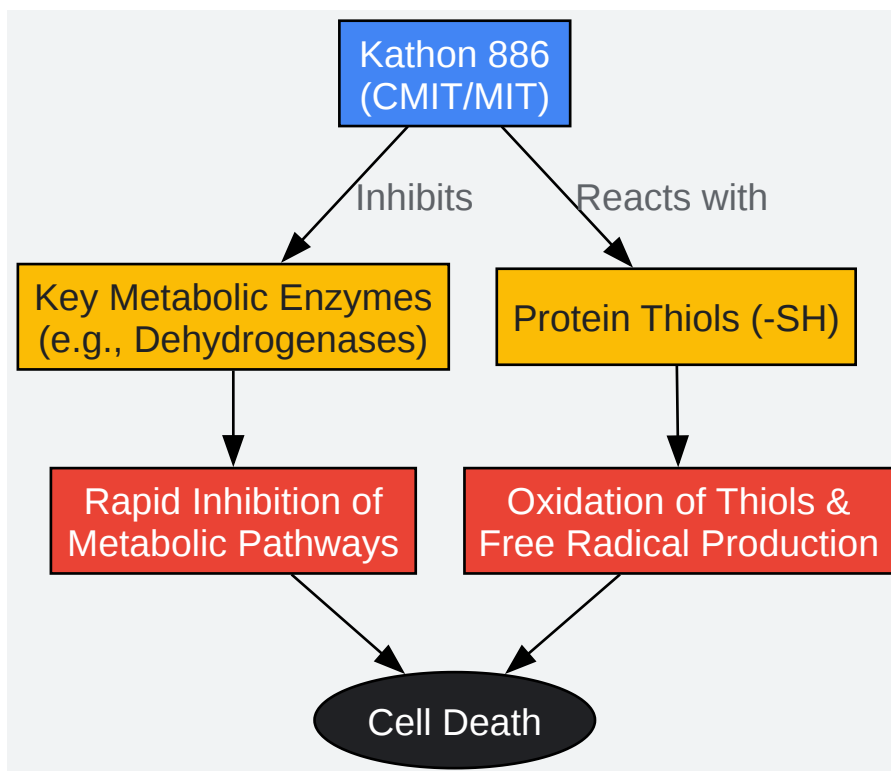 Kathon 886
(CMIT/MIT)
Inhibits
Reacts with
Key Metabolic Enzymes
(e.g., Dehydrogenases)
Protein Thiols (-SH)
Rapid Inhibition of
Metabolic Pathways
Oxidation of Thiols &
Free Radical Production
Cell Death